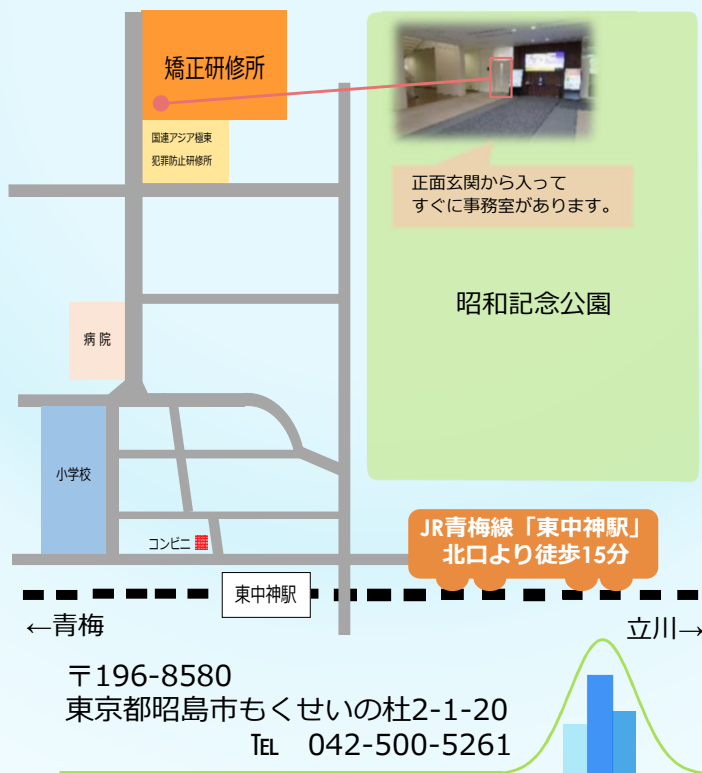 矯正研修所
国連アジア極東
犯罪防止研修所
正面玄関から入って
すぐに事務室があります。
昭和記念公園
病院
小学校
コンビニ
JR青梅線「東中神駅」
北口より徒歩15分
東中神駅
←青梅
立川→
〒196-8580
東京都昭島市もくせいの杜2-1-20
℡ 042-500-5261